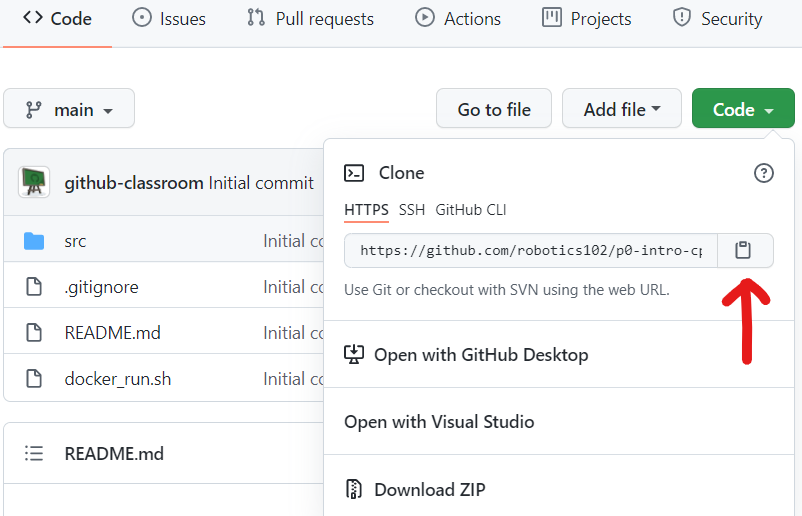 Code Issues Pull requests Actions Projects Security
main Go to file Add file Code
github-classroom Initial commit
src Initial co
.gitignore Initial co
README.md Initial co
docker_run.sh Initial co
README.md
Clone
HTTPS SSH GitHub CLI
https://github.com/robotics102/p0-intro-cp
Use Git or checkout with SVN using the web URL.
Open with GitHub Desktop
Open with Visual Studio
Download ZIP